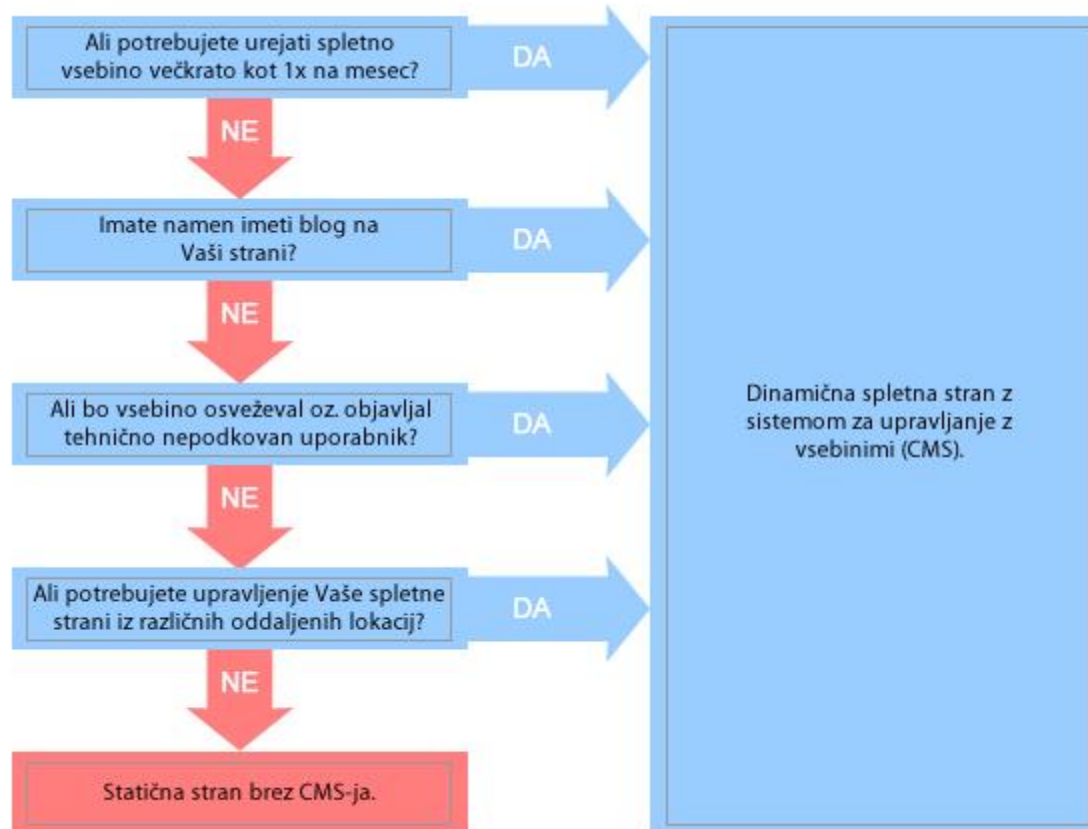 Ali potrebujete urejati spletno
vsebino večkrato kot 1x na mesec?
DA
NE
Imate namen imeti blog na
Vaši strani?
DA
NE
Ali bo vsebino osveževal oz. objavljal
tehnično nepodkovan uporabnik?
DA
NE
Ali potrebujete upravljenje Vaše spletne
strani iz različnih oddaljenih lokacij?
DA
NE
Statična stran brez CMS-ja.
Dinamična spletna stran z
sistemom za upravljanje z
vsebinimi (CMS).